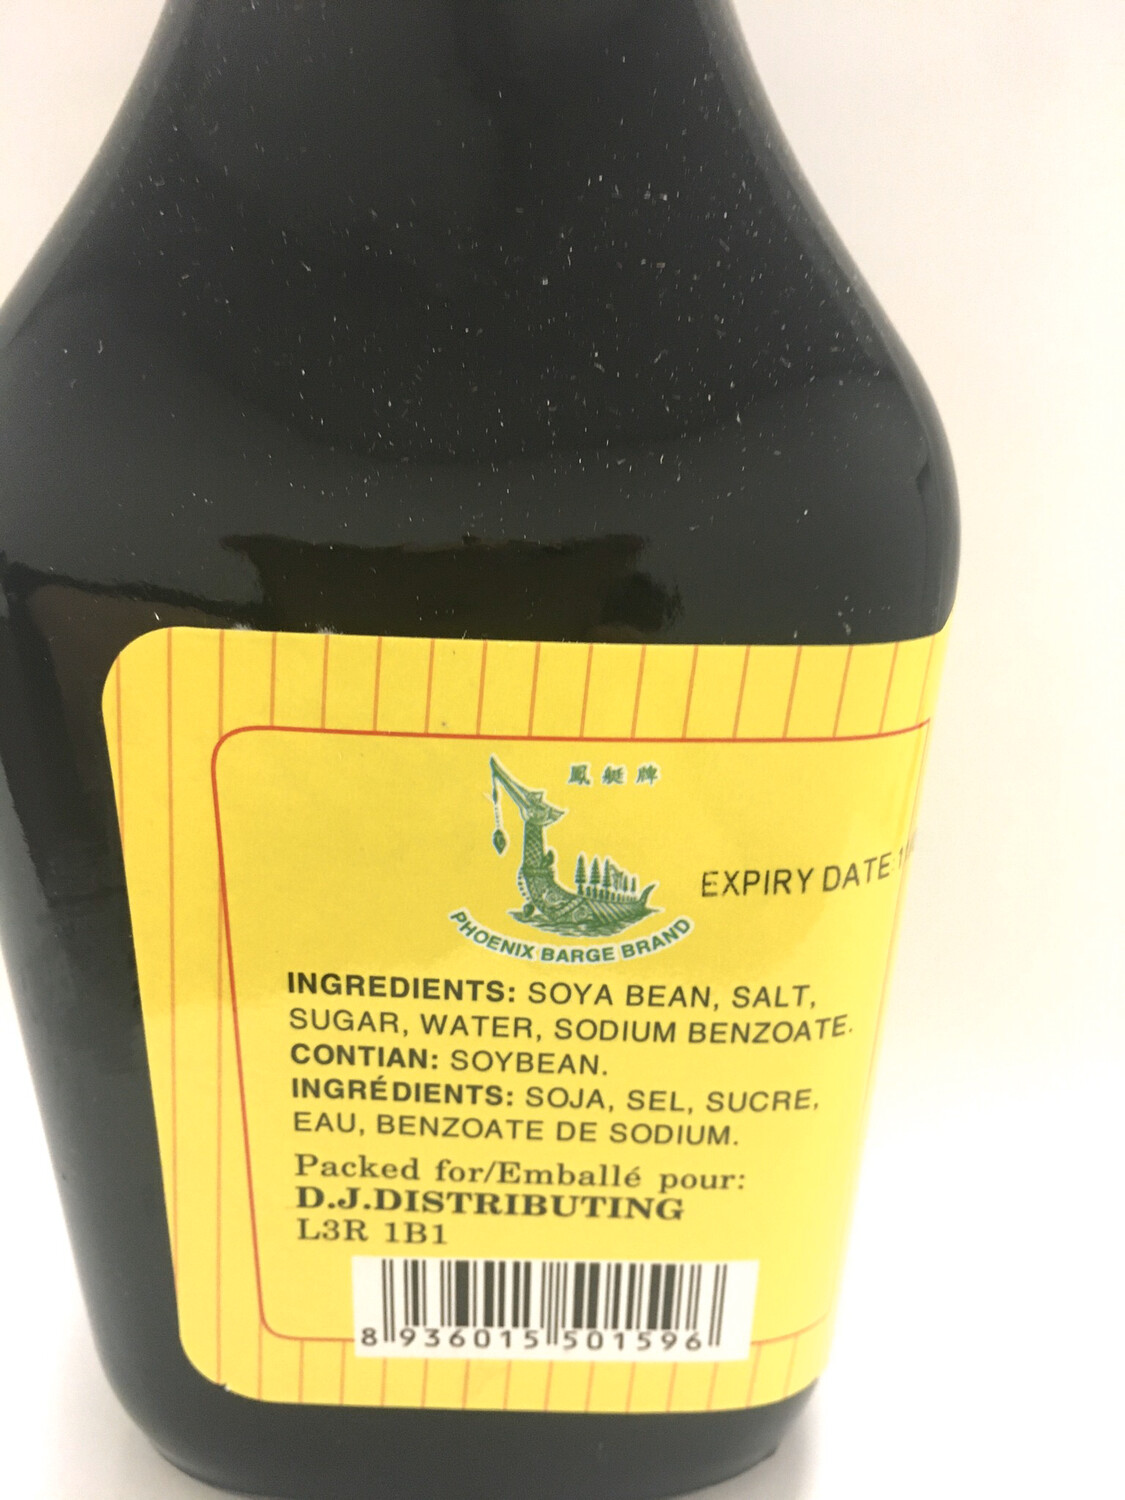 鳳艇牌
EXPIRY DATE
PHOENIX BARGE BRAND
INGREDIENTS: SOYA BEAN, SALT,
SUGAR, WATER, SODIUM BENZOATE.
CONTIAN: SOYBEAN.
INGRÉDIENTS: SOJA, SEL, SUCRE,
EAU, BENZOATE DE SODIUM.
Packed for/Emballé pour:
D.J.DISTRIBUTING
L3R 1B1
8 936015 501596